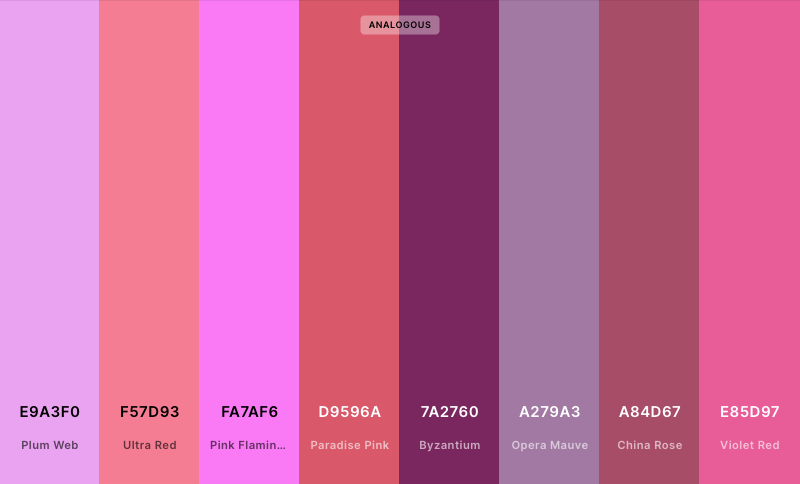 ANALOGOUS
E9A3F0 F57D93 FA7AF6 D9596A 7A2760 A279A3 A84D67 E85D97
Plum Web Ultra Red Pink Flamin... Paradise Pink Byzantium Opera Mauve China Rose Violet Red